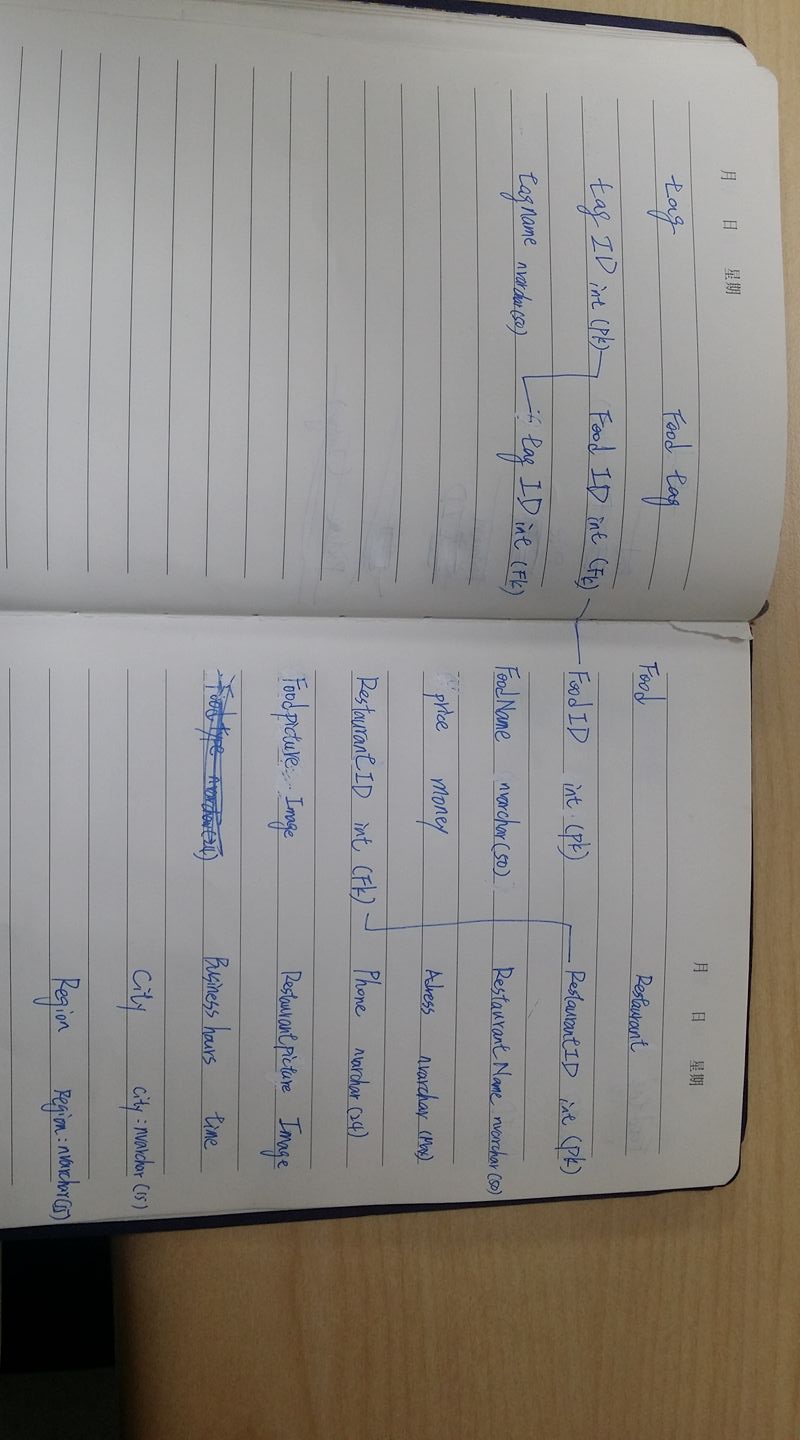 月 日 星期
tag Food tag
tag ID int (pk) Food ID int (Fk)
tagname nvarchar(50) tag ID int (Fk)
月 日 星期
Food Restaurant
FoodID int (pk) RestaurantID int (pk)
FoodName nvarchar(50) Restaurant Name nvarchar(50)
price money Adress nvarchar (Max)
RestaurantID int (Fk) Phone nvarchar(24)
Foodpicture Image Restaurantpicture Image
Food type nvarchar(24) Business hours time
City city:nvarchar(15)
Region Region:nvarchar(15)